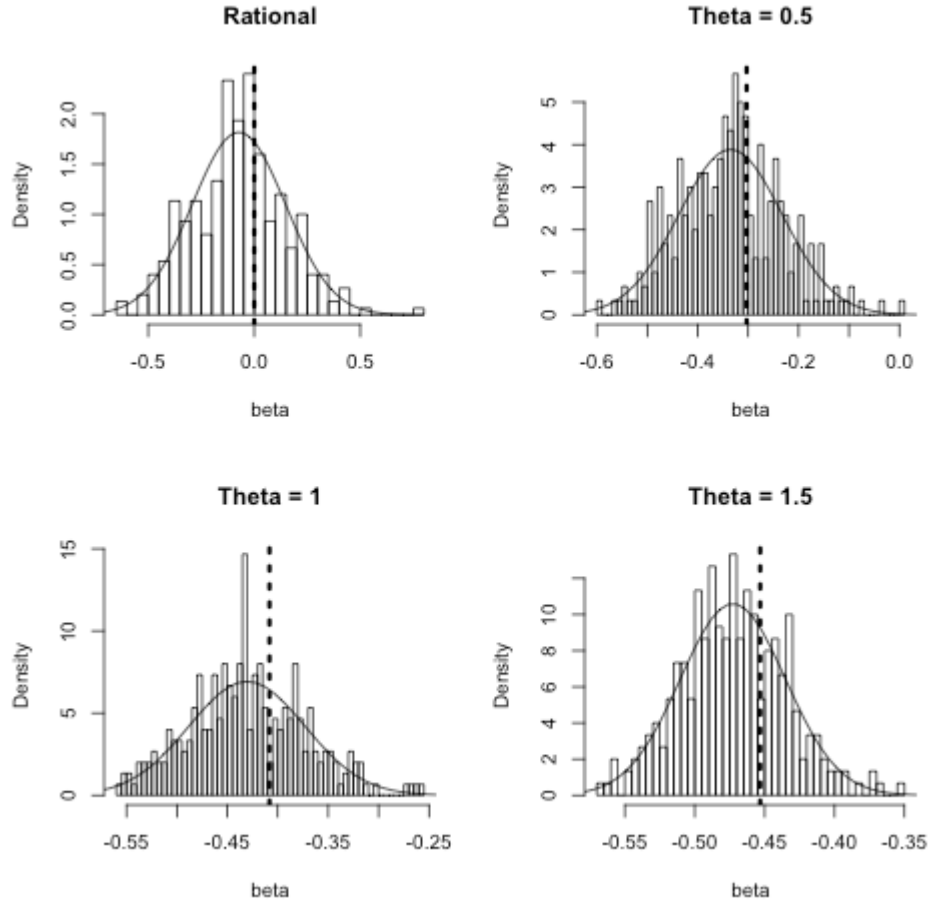 Rational
Density
0.0 0.5 1.0 1.5 2.0
-0.5 0.0 0.5
beta
Theta = 0.5
Density
0 1 2 3 4 5
-0.6 -0.4 -0.2 0.0
beta
Theta = 1
Density
0 5 10 15
-0.55 -0.45 -0.35 -0.25
beta
Theta = 1.5
Density
0 2 4 6 8 10
-0.55 -0.50 -0.45 -0.40 -0.35
beta